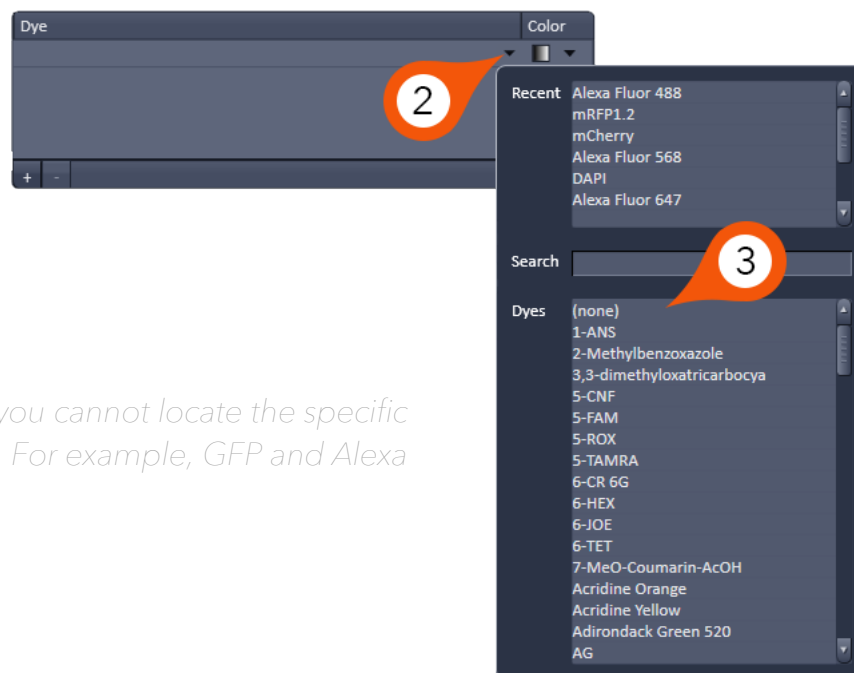 Dye Color
2
+ -
Recent Alexa Fluor 488
mRFP1.2
mCherry
Alexa Fluor 568
DAPI
Alexa Fluor 647
Search
3
Dyes (none)
1-ANS
2-Methylbenzoxazole
3,3-dimethyloxatricarbocya
5-CNF
5-FAM
5-ROX
5-TAMRA
6-CR 6G
6-HEX
6-JOE
6-TET
7-MeO-Coumarin-AcOH
Acridine Orange
Acridine Yellow
Adirondack Green 520
AG
you cannot locate the specific
For example, GFP and Alexa